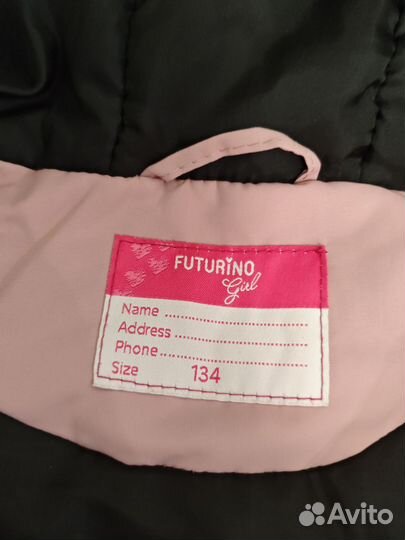 FUTURINO
Girl
Name ........................
Address ....................
Phone.......................
Size 134
Avito